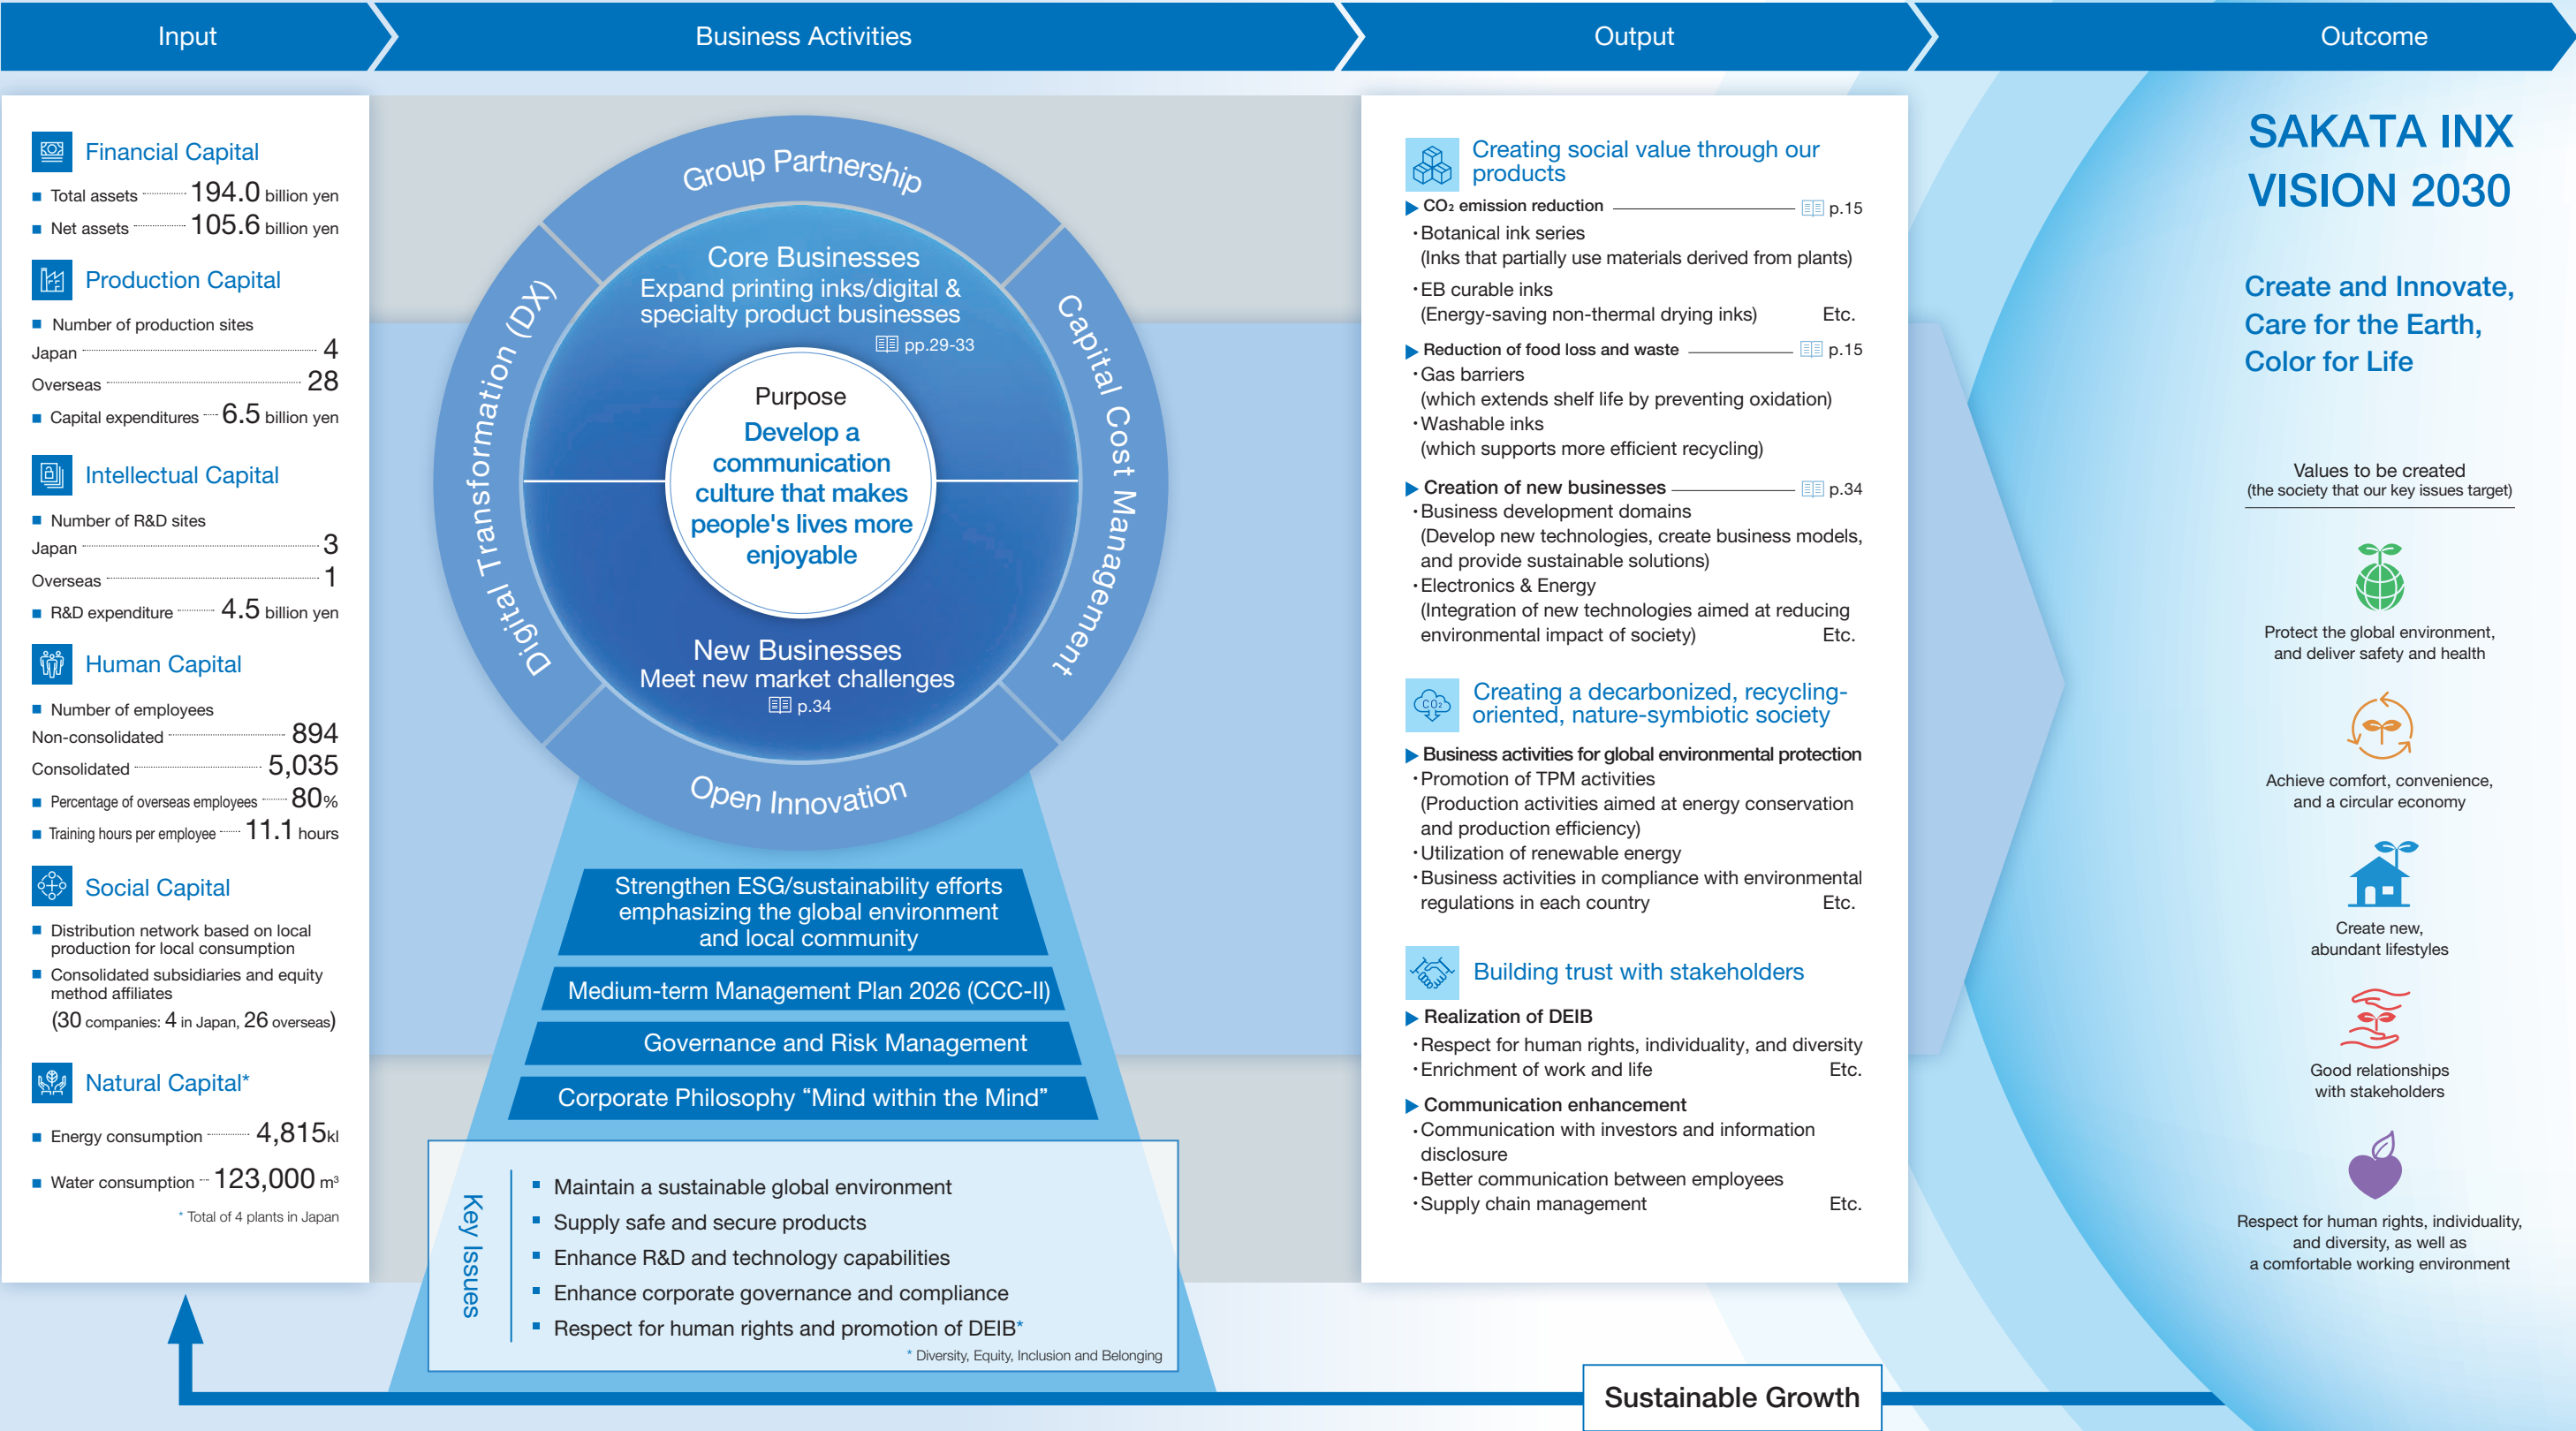 Input
Business Activities
Output
Outcome
Financial Capital
■ Total assets 194.0 billion yen
■ Net assets 105.6 billion yen
Production Capital
■ Number of production sites
Japan 4
Overseas 28
■ Capital expenditures 6.5 billion yen
Intellectual Capital
■ Number of R&D sites
Japan 3
Overseas 1
■ R&D expenditure 4.5 billion yen
Human Capital
■ Number of employees
Non-consolidated 894
Consolidated 5,035
■ Percentage of overseas employees 80%
■ Training hours per employee 11.1 hours
Social Capital
■ Distribution network based on local
production for local consumption
■ Consolidated subsidiaries and equity
method affiliates
(30 companies: 4 in Japan, 26 overseas)
Natural Capital*
■ Energy consumption 4,815kl
■ Water consumption 123,000 m³
* Total of 4 plants in Japan
Group Partnership
Digital Transformation (DX)
Capital Cost Management
Open Innovation
Core Businesses
Expand printing inks/digital &
specialty product businesses
pp.29-33
Purpose
Develop a
communication
culture that makes
people's lives more
enjoyable
New Businesses
Meet new market challenges
p.34
Strengthen ESG/sustainability efforts
emphasizing the global environment
and local community
Medium-term Management Plan 2026 (CCC-II)
Governance and Risk Management
Corporate Philosophy “Mind within the Mind”
Key Issues
■ Maintain a sustainable global environment
■ Supply safe and secure products
■ Enhance R&D and technology capabilities
■ Enhance corporate governance and compliance
■ Respect for human rights and promotion of DEIB*
* Diversity, Equity, Inclusion and Belonging
Creating social value through our
products
▶ CO₂ emission reduction p.15
・Botanical ink series
(Inks that partially use materials derived from plants)
・EB curable inks
(Energy-saving non-thermal drying inks) Etc.
▶ Reduction of food loss and waste p.15
・Gas barriers
(which extends shelf life by preventing oxidation)
・Washable inks
(which supports more efficient recycling)
▶ Creation of new businesses p.34
・Business development domains
(Develop new technologies, create business models,
and provide sustainable solutions)
・Electronics & Energy
(Integration of new technologies aimed at reducing
environmental impact of society) Etc.
CO₂
Creating a decarbonized, recycling-
oriented, nature-symbiotic society
▶ Business activities for global environmental protection
・Promotion of TPM activities
(Production activities aimed at energy conservation
and production efficiency)
・Utilization of renewable energy
・Business activities in compliance with environmental
regulations in each country Etc.
Building trust with stakeholders
▶ Realization of DEIB
・Respect for human rights, individuality, and diversity
・Enrichment of work and life Etc.
▶ Communication enhancement
・Communication with investors and information
disclosure
・Better communication between employees
・Supply chain management Etc.
SAKATA INX
VISION 2030
Create and Innovate,
Care for the Earth,
Color for Life
Values to be created
(the society that our key issues target)
Protect the global environment,
and deliver safety and health
Achieve comfort, convenience,
and a circular economy
Create new,
abundant lifestyles
Good relationships
with stakeholders
Respect for human rights, individuality,
and diversity, as well as
a comfortable working environment
Sustainable Growth